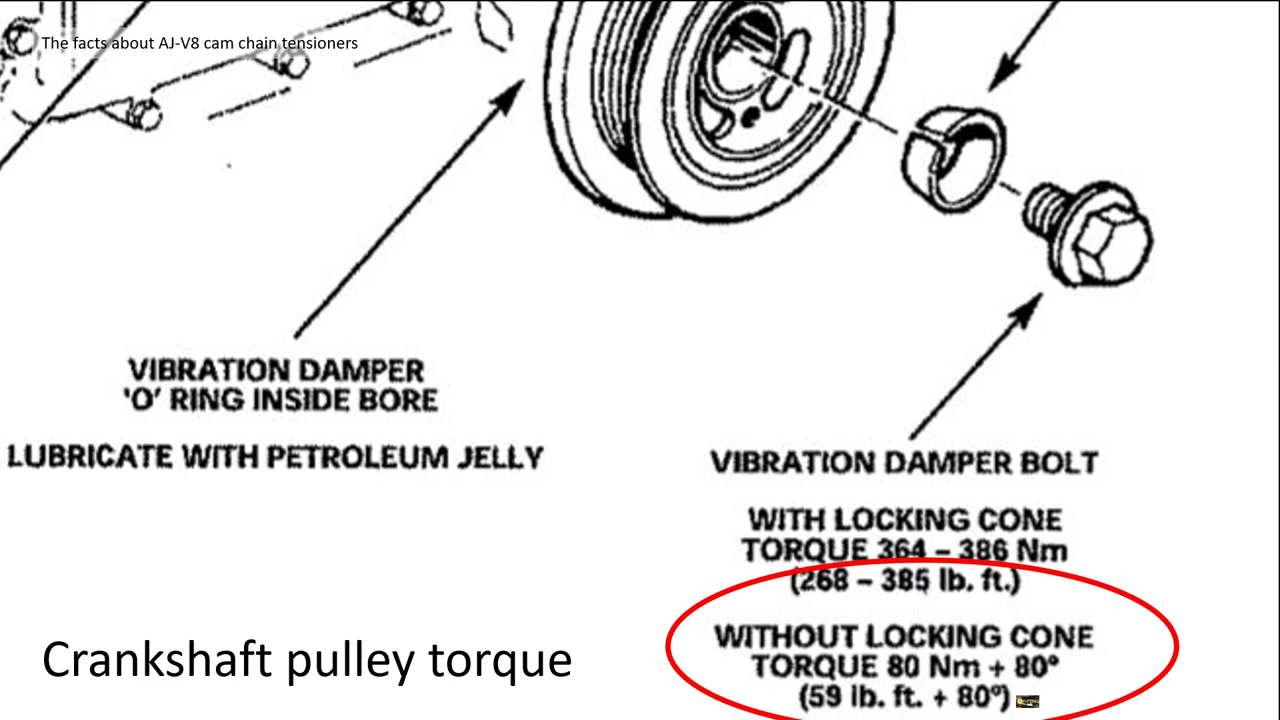 The facts about AJ-V8 cam chain tensioners
VIBRATION DAMPER
'O' RING INSIDE BORE
LUBRICATE WITH PETROLEUM JELLY
VIBRATION DAMPER BOLT
WITH LOCKING CONE
TORQUE 364 – 386 Nm
(268 – 385 lb. ft.)
WITHOUT LOCKING CONE
TORQUE 80 Nm + 80°
(59 lb. ft. + 80°)
Crankshaft pulley torque